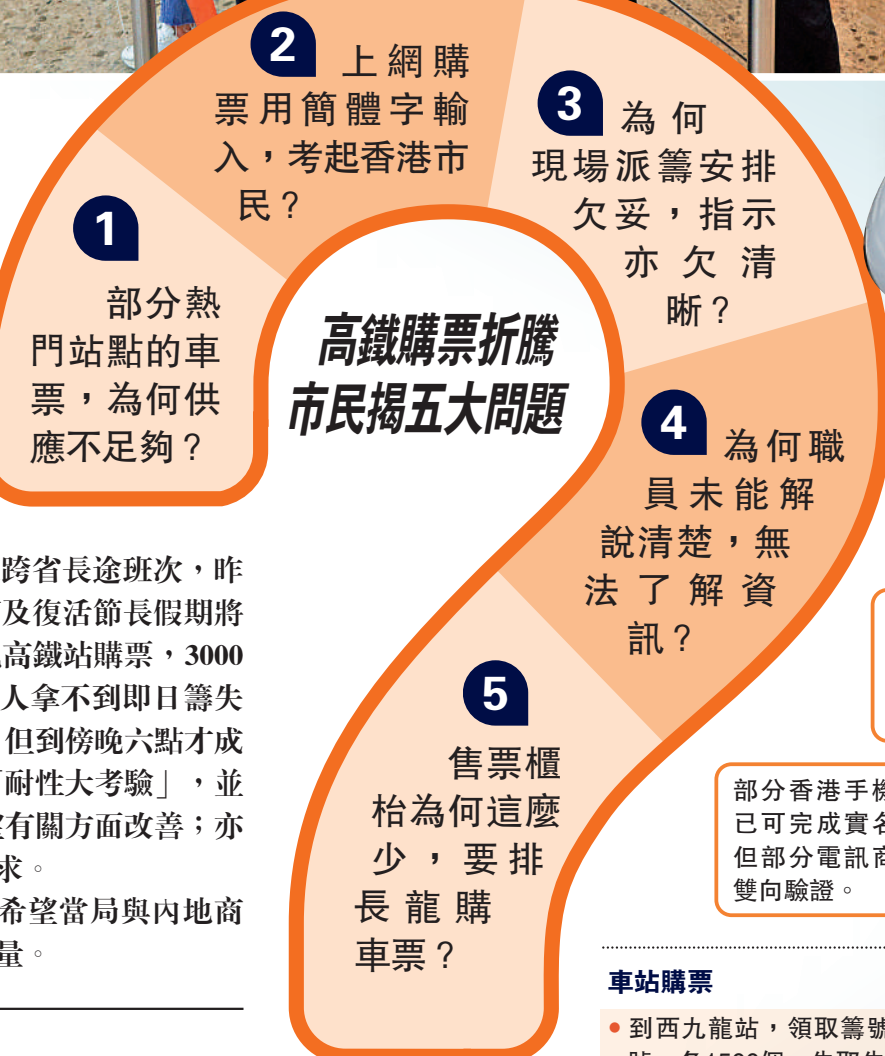 高鐵購票折騰
市民揭五大問題
1
部分熱
門站點的車
票，為何供
應不足夠？
2
上網購
票用簡體字輸
入，考起香港市
民？
3
為何
現場派籌安排
欠妥，指示
亦欠清
晰？
4
為何職
員未能解
說清楚，無
法了解資
訊？
5
售票櫃
枱為何這麼
少，要排
長龍購
車票？
跨省長途班次，昨
及復活節長假期將
高鐵站購票，3000
人拿不到即日籌失
但到傍晚六點才成
「耐性大考驗」，並
有關方面改善；亦
求。
希望當局與內地商
量。
部分香港手機
已可完成實名
但部分電訊商
雙向驗證。
車站購票
• 到西九龍站，領取籌號